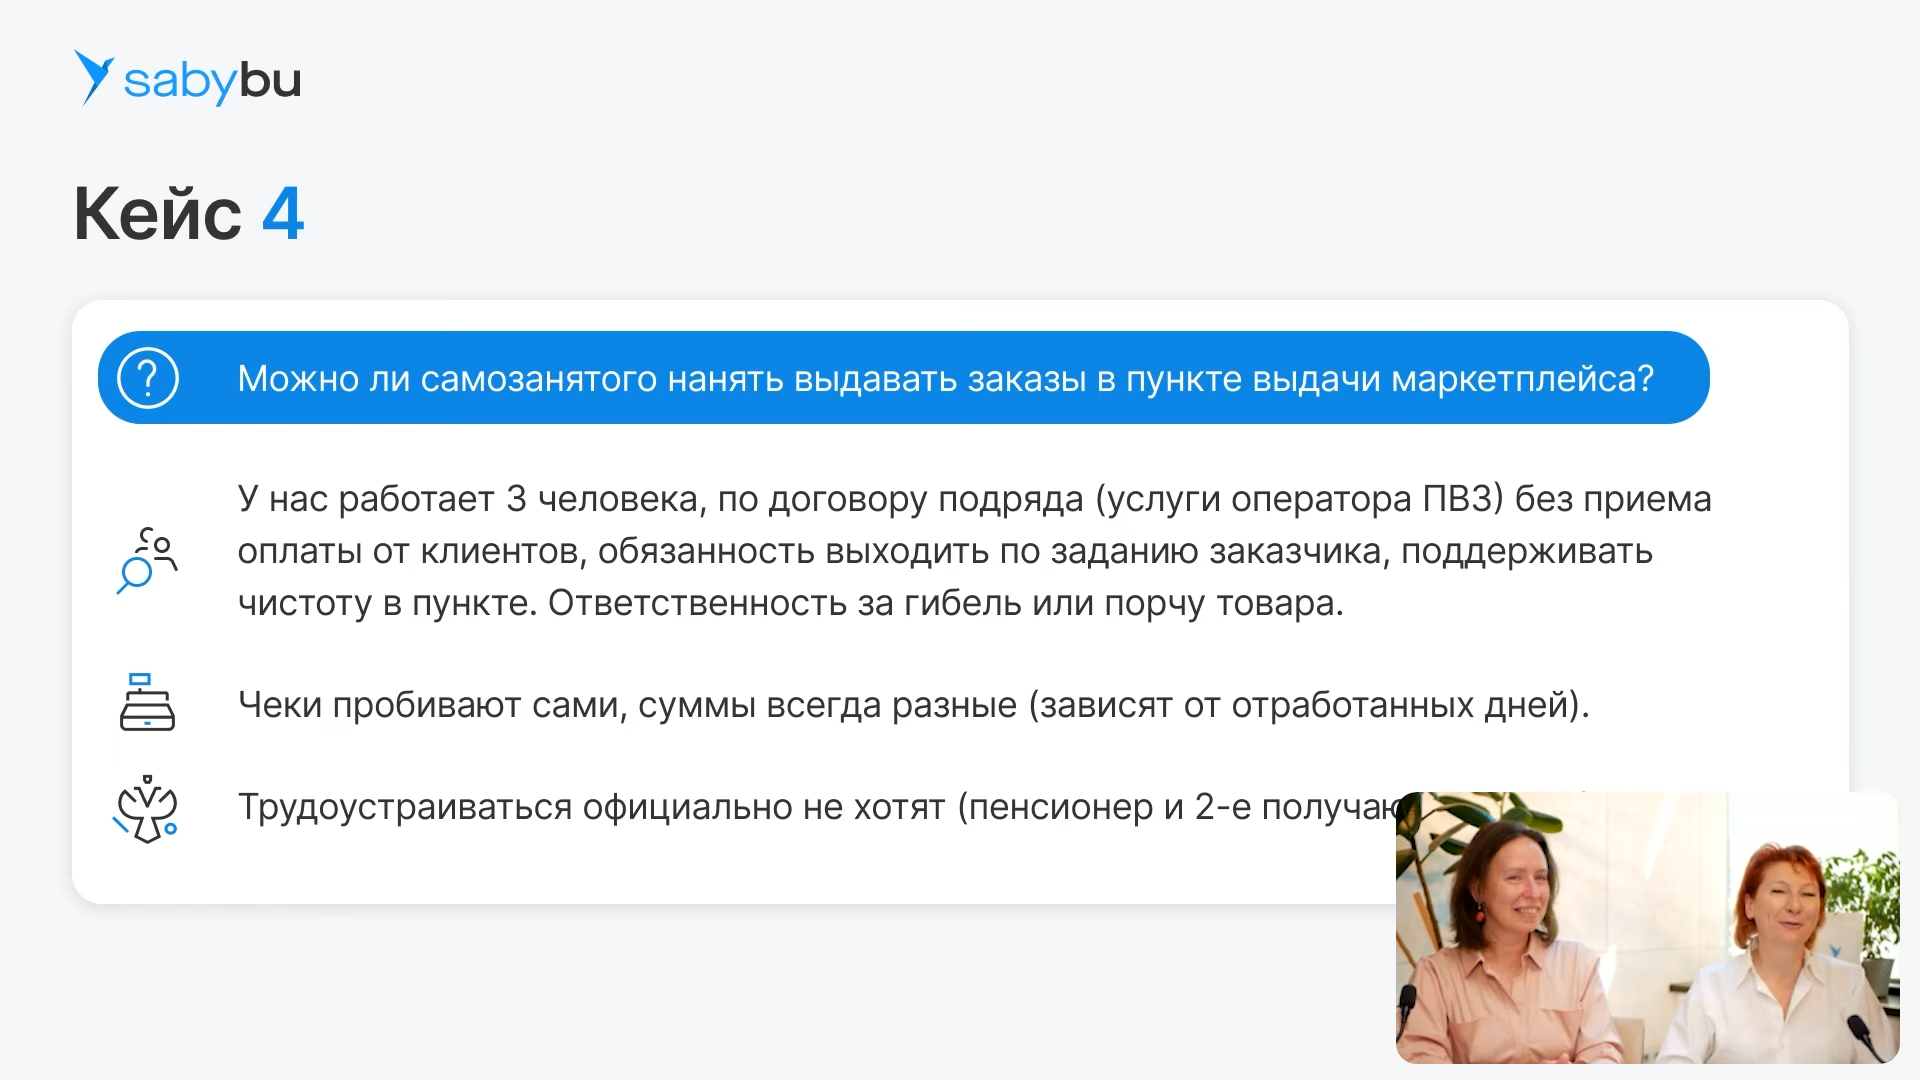 sabybu
Кейс 4
Можно ли самозанятого нанять выдавать заказы в пункте выдачи маркетплейса?
У нас работает 3 человека, по договору подряда (услуги оператора ПВЗ) без приема
оплаты от клиентов, обязанность выходить по заданию заказчика, поддерживать
чистоту в пункте. Ответственность за гибель или порчу товара.
Чеки пробивают сами, суммы всегда разные (зависят от отработанных дней).
Трудоустраиваться официально не хотят (пенсионер и 2-е